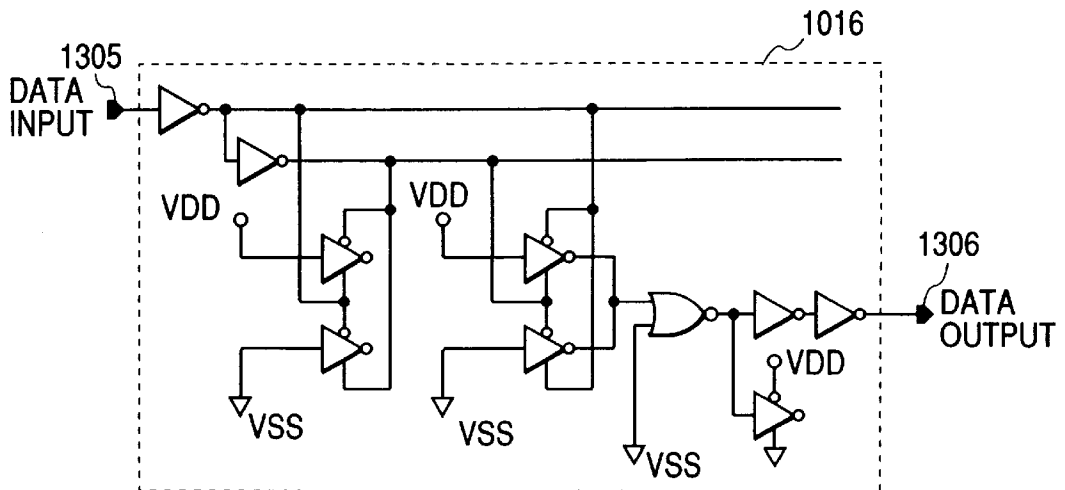 1016
1305
DATA
INPUT
VDD
VDD
1306
DATA
OUTPUT
VDD
VSS
VSS
VSS